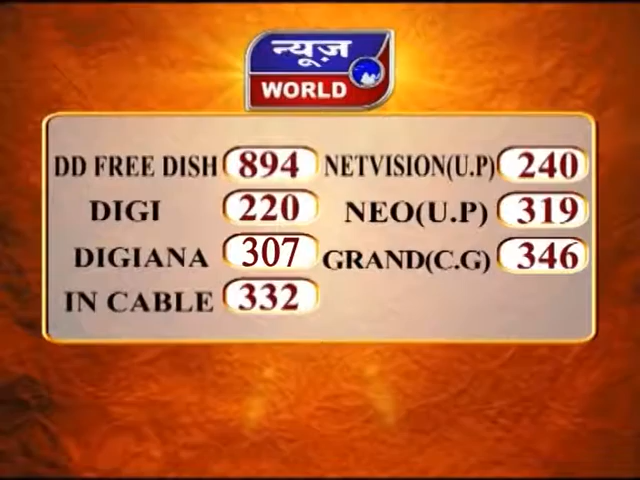 न्यूज़
WORLD
DD FREE DISH 894 NETVISION(U.P) 240
DIGI 220 NEO(U.P) 319
DIGIANA 307 GRAND(C.G) 346
IN CABLE 332